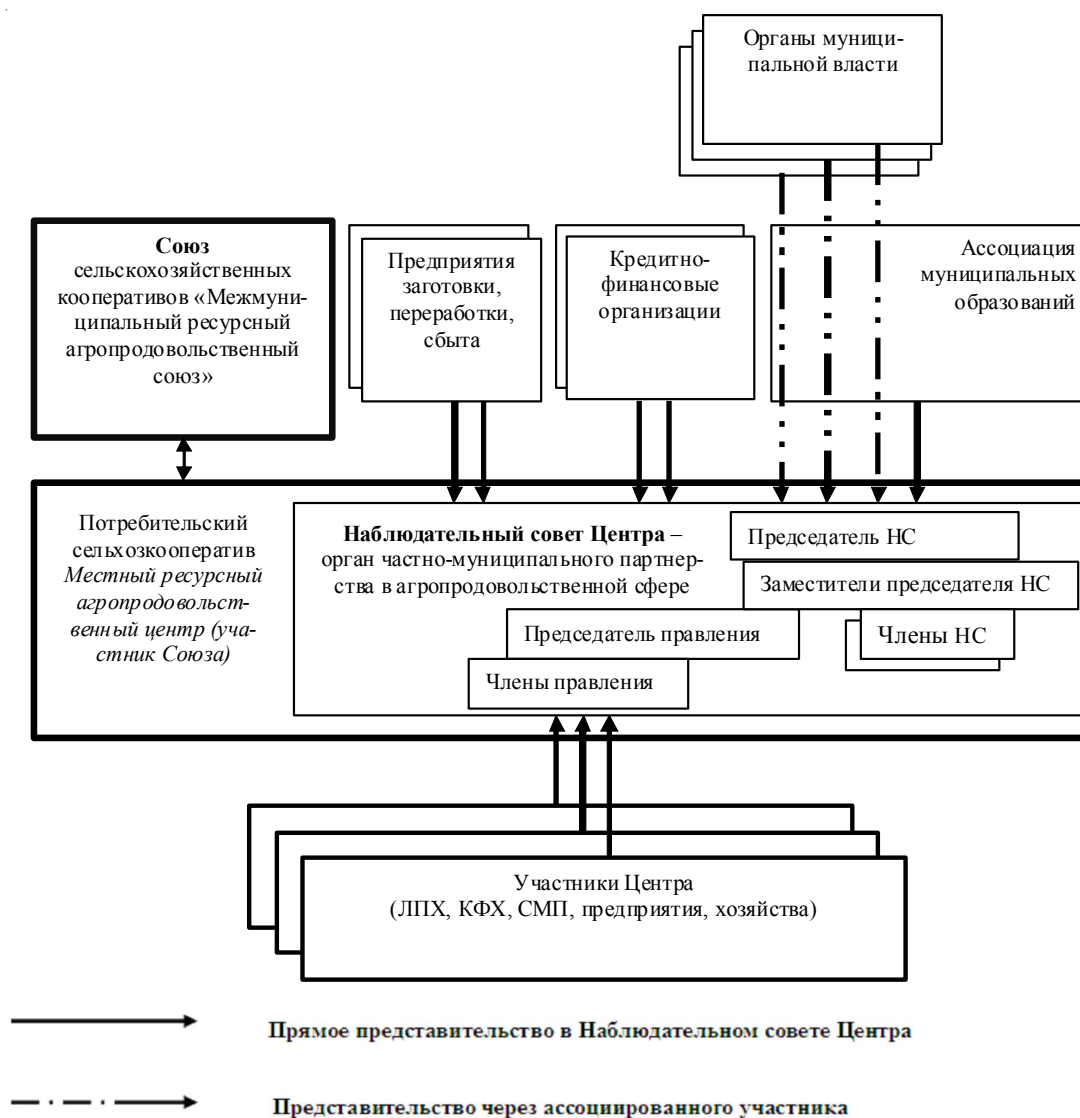 Органы муници-
пальной власти
Союз
сельскохозяйственных
кооперативов «Межмуни-
ципальный ресурсный
агропродовольственный
союз»
Предприятия
заготовки,
переработки,
сбыта
Кредитно-
финансовые
организации
Ассоциация
муниципальных
образований
Потребительский
сельхозкооператив
Местный ресурсный
агропродовольст-
венный центр (уча-
стник Союза)
Наблюдательный совет Центра –
орган частно-муниципального партнер-
ства в агропродовольственной сфере
Председатель НС
Заместители председателя НС
Члены НС
Председатель правления
Члены правления
Участники Центра
(ЛПХ, КФХ, СМП, предприятия, хозяйства)
Прямое представительство в Наблюдательном совете Центра
Представительство через ассоциированного участника